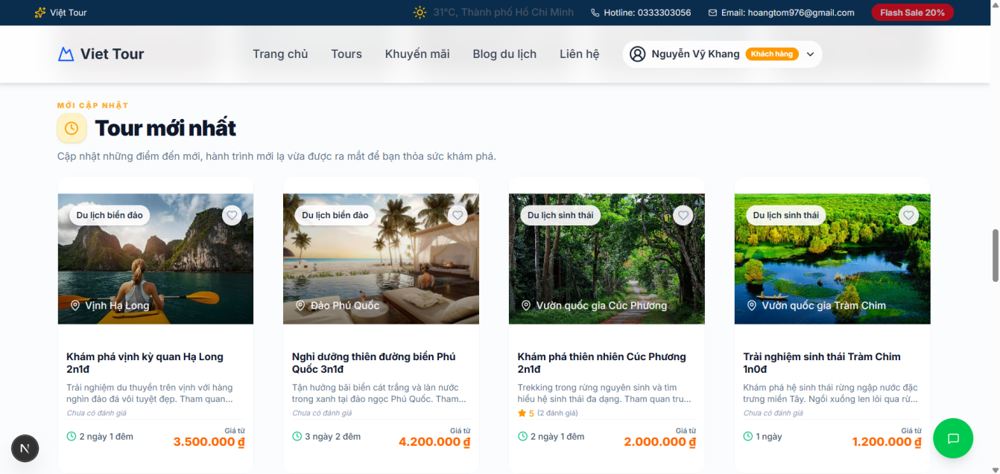 Việt Tour
31°C, Thành phố Hồ Chí Minh
Hotline: 0333303056
Email: hoangtom976@gmail.com
Flash Sale 20%
Viet Tour
Trang chủ
Tours
Khuyến mãi
Blog du lịch
Liên hệ
Nguyễn Vỹ Khang
Khách hàng
MỚI CẬP NHẬT
Tour mới nhất
Cập nhật những điểm đến mới, hành trình mới lạ vừa được ra mắt để bạn thỏa sức khám phá.
Du lịch biển đảo
Vịnh Hạ Long
Khám phá vịnh kỳ quan Hạ Long
2n1đ
Trải nghiệm du thuyền trên vịnh với hàng
nghìn đảo đá vôi tuyệt đẹp. Tham quan...
Chưa có đánh giá
2 ngày 1 đêm
Giá từ
3.500.000 ₫
Du lịch biển đảo
Đảo Phú Quốc
Nghỉ dưỡng thiên đường biển Phú
Quốc 3n1đ
Tận hưởng bãi biển cát trắng và làn nước
trong xanh tại đảo ngọc Phú Quốc. Tham...
Chưa có đánh giá
3 ngày 2 đêm
Giá từ
4.200.000 ₫
Du lịch sinh thái
Vườn quốc gia Cúc Phương
Khám phá thiên nhiên Cúc Phương
2n1đ
Trekking trong rừng nguyên sinh và tìm
hiểu hệ sinh thái đa dạng. Tham quan tru...
5 (2 đánh giá)
2 ngày 1 đêm
Giá từ
2.000.000 ₫
Du lịch sinh thái
Vườn quốc gia Tràm Chim
Trải nghiệm sinh thái Tràm Chim
1n0đ
Khám phá hệ sinh thái rừng ngập nước đặc
trưng miền Tây. Ngồi xuồng len lỏi qua rừ...
Chưa có đánh giá
1 ngày
Giá từ
1.200.000 ₫
N